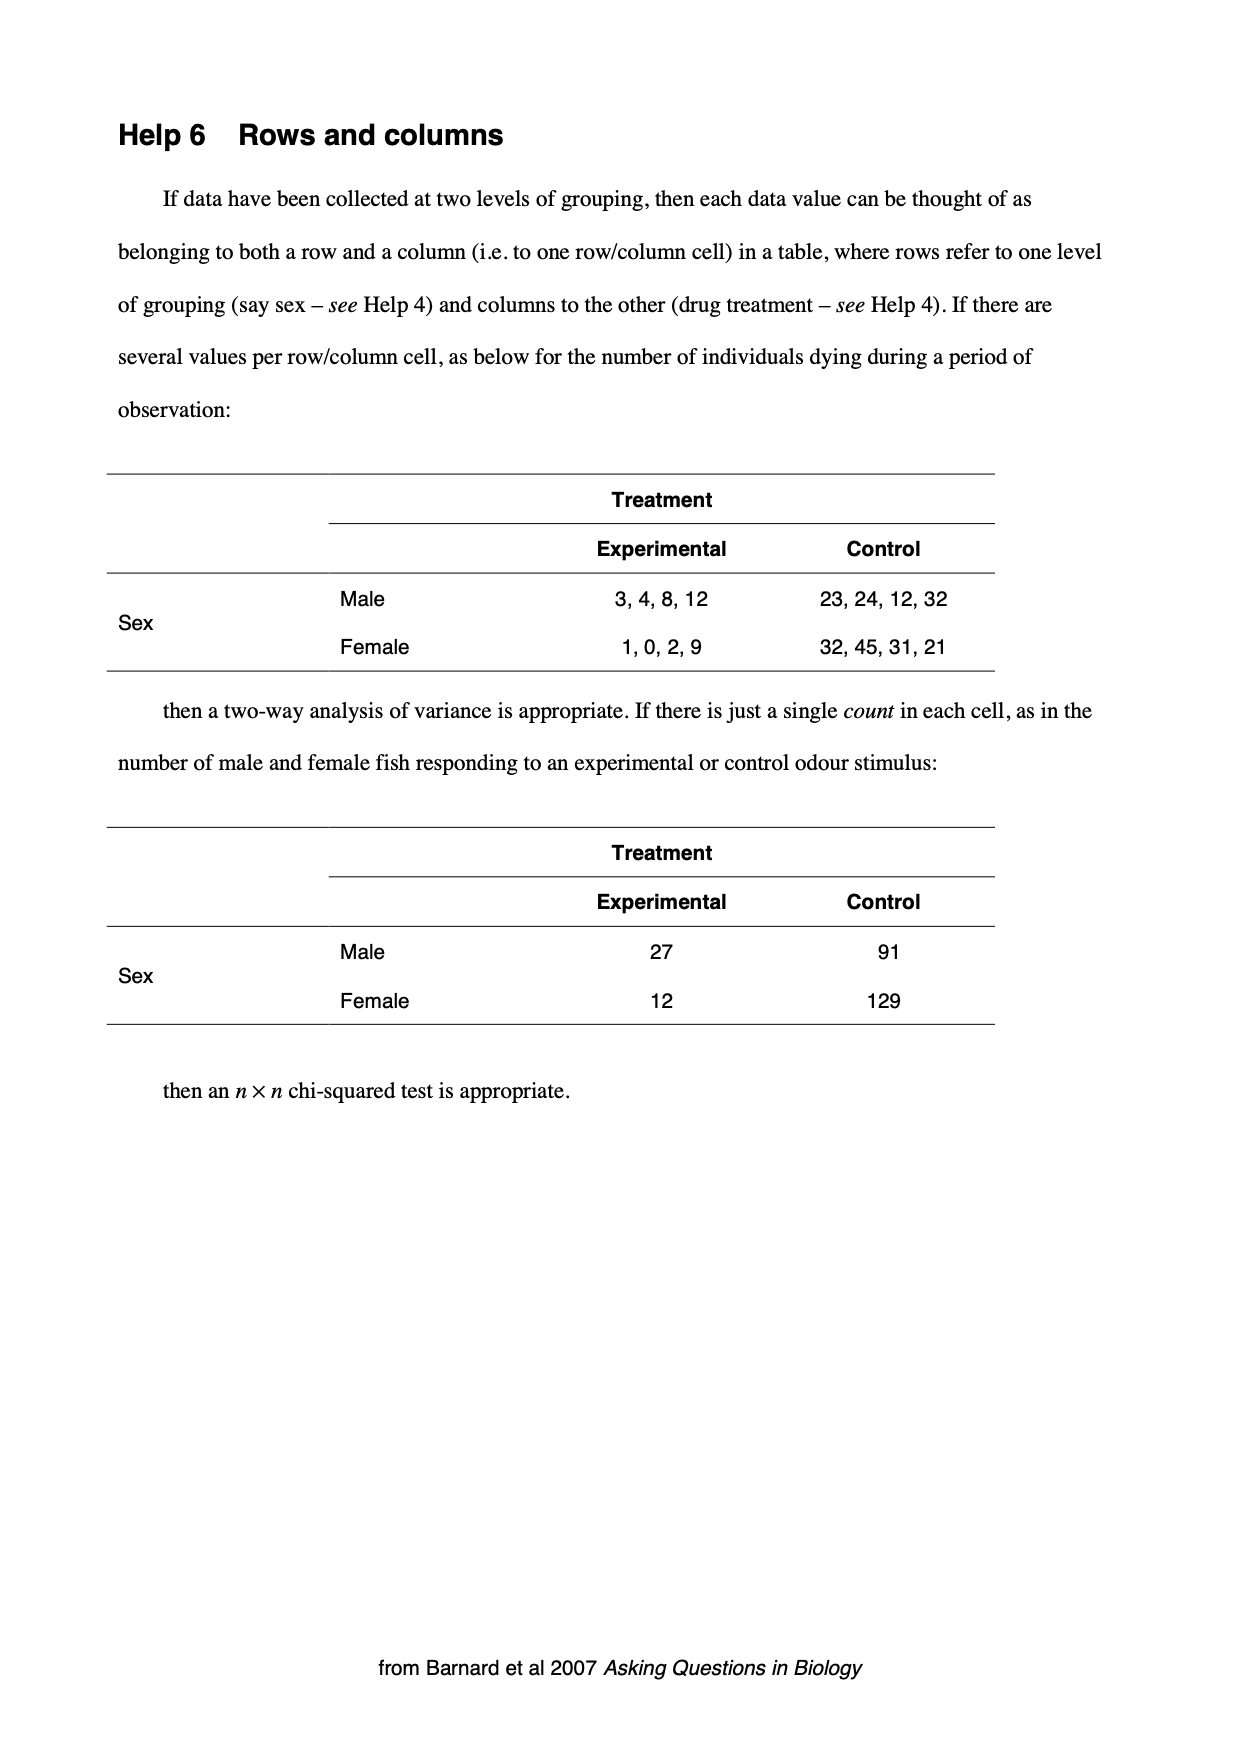 Help 6 Rows and columns
If data have been collected at two levels of grouping, then each data value can be thought of as
belonging to both a row and a column (i.e. to one row/column cell) in a table, where rows refer to one level
of grouping (say sex – see Help 4) and columns to the other (drug treatment – see Help 4). If there are
several values per row/column cell, as below for the number of individuals dying during a period of
observation:
Treatment
Experimental Control
Sex
Male 3, 4, 8, 12 23, 24, 12, 32
Female 1, 0, 2, 9 32, 45, 31, 21
then a two-way analysis of variance is appropriate. If there is just a single count in each cell, as in the
number of male and female fish responding to an experimental or control odour stimulus:
Treatment
Experimental Control
Sex
Male 27 91
Female 12 129
then an n × n chi-squared test is appropriate.
from Barnard et al 2007 Asking Questions in Biology